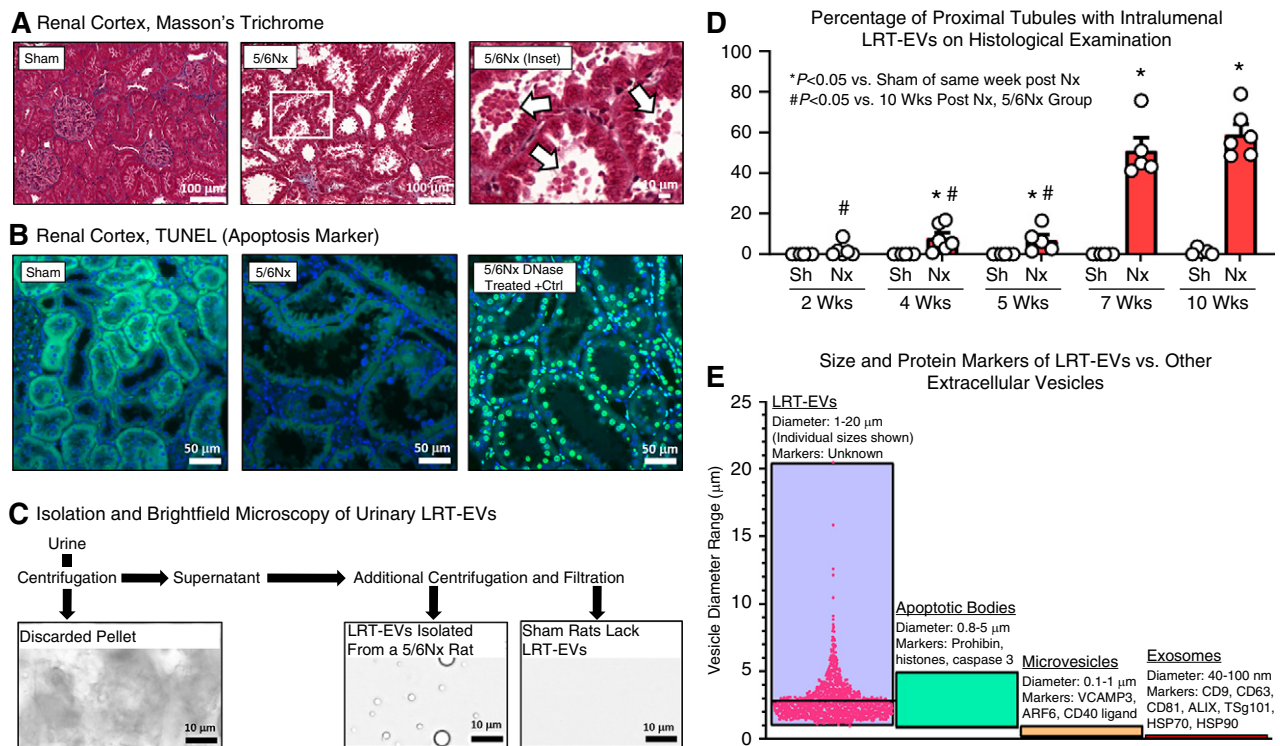 A Renal Cortex, Masson's Trichrome
Sham
100 μm
5/6Nx
100 μm
5/6Nx (Inset)
10 μm
B Renal Cortex, TUNEL (Apoptosis Marker)
Sham
50 μm
5/6Nx
50 μm
5/6Nx DNase
Treated +Ctrl
50 μm
C Isolation and Brightfield Microscopy of Urinary LRT-EVs
Urine
Centrifugation
Supernatant
Additional Centrifugation and Filtration
Discarded Pellet
10 μm
LRT-EVs Isolated
From a 5/6Nx Rat
10 μm
Sham Rats Lack
LRT-EVs
10 μm
D Percentage of Proximal Tubules with Intralumenal
LRT-EVs on Histological Examination
100
80
60
40
20
0
*P<0.05 vs. Sham of same week post Nx
#P<0.05 vs. 10 Wks Post Nx, 5/6Nx Group
#
* #
* #
*
*
Sh Nx Sh Nx Sh Nx Sh Nx Sh Nx
2 Wks 4 Wks 5 Wks 7 Wks 10 Wks
E Size and Protein Markers of LRT-EVs vs. Other
Extracellular Vesicles
Vesicle Diameter Range (μm)
25
20
15
10
5
0
LRT-EVs
Diameter: 1-20 μm
(Individual sizes shown)
Markers: Unknown
Apoptotic Bodies
Diameter: 0.8-5 μm
Markers: Prohibin,
histones, caspase 3
Microvesicles
Diameter: 0.1-1 μm
Markers: VCAMP3,
ARF6, CD40 ligand
Exosomes
Diameter: 40-100 nm
Markers: CD9, CD63,
CD81, ALIX, TSg101,
HSP70, HSP90